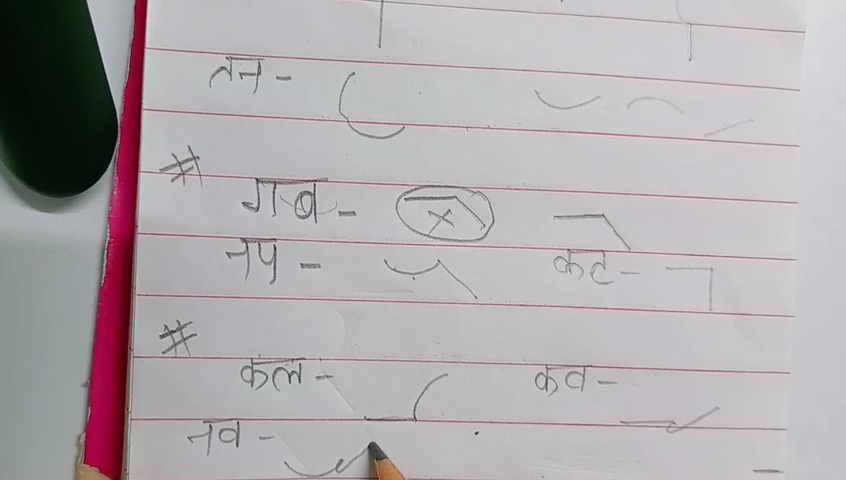 तन -
#
गब -
नप - कट -
#
कल - कव -
नव -